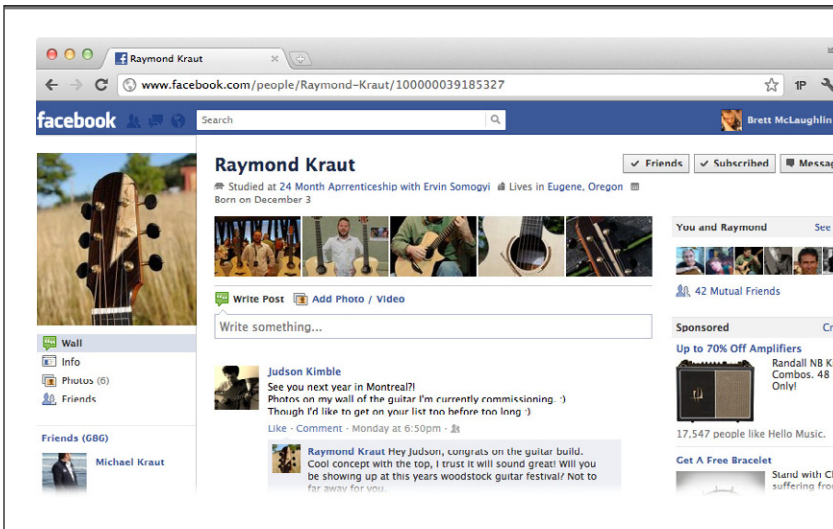 Raymond Kraut
www.facebook.com/people/Raymond-Kraut/100000039185327
1P
facebook
Search
Brett McLaughlin
Raymond Kraut
Friends
Subscribed
Messag
Studied at 24 Month Aprrenticeship with Ervin Somogyi Lives in Eugene, Oregon
Born on December 3
You and Raymond
See
42 Mutual Friends
Write Post
Add Photo / Video
Write something...
Wall
Info
Photos (6)
Friends
Friends (686)
Michael Kraut
Judson Kimble
See you next year in Montreal?!
Photos on my wall of the guitar I'm currently commissioning. :)
Though I'd like to get on your list too before too long :)
Like · Comment · Monday at 6:50pm ·
Raymond Kraut Hey Judson, congrats on the guitar build.
Cool concept with the top, I trust it will sound great! Will you
be showing up at this years woodstock guitar festival? Not to
far away for you.
Sponsored
Cr
Up to 70% Off Amplifiers
Randall NB K
Combos. 48
Only!
17,547 people like Hello Music.
Get A Free Bracelet
Stand with C
suffering fro